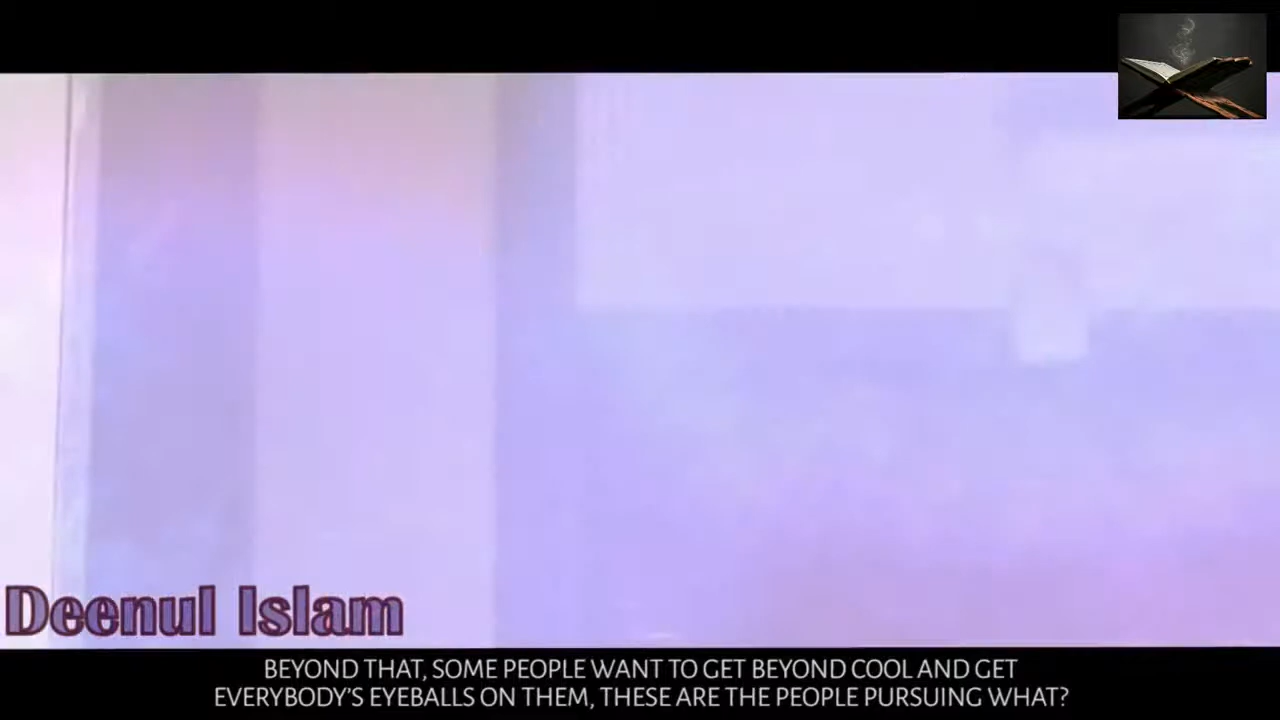 Deenul Islam
BEYOND THAT, SOME PEOPLE WANT TO GET BEYOND COOL AND GET
EVERYBODY'S EYEBALLS ON THEM, THESE ARE THE PEOPLE PURSUING WHAT?